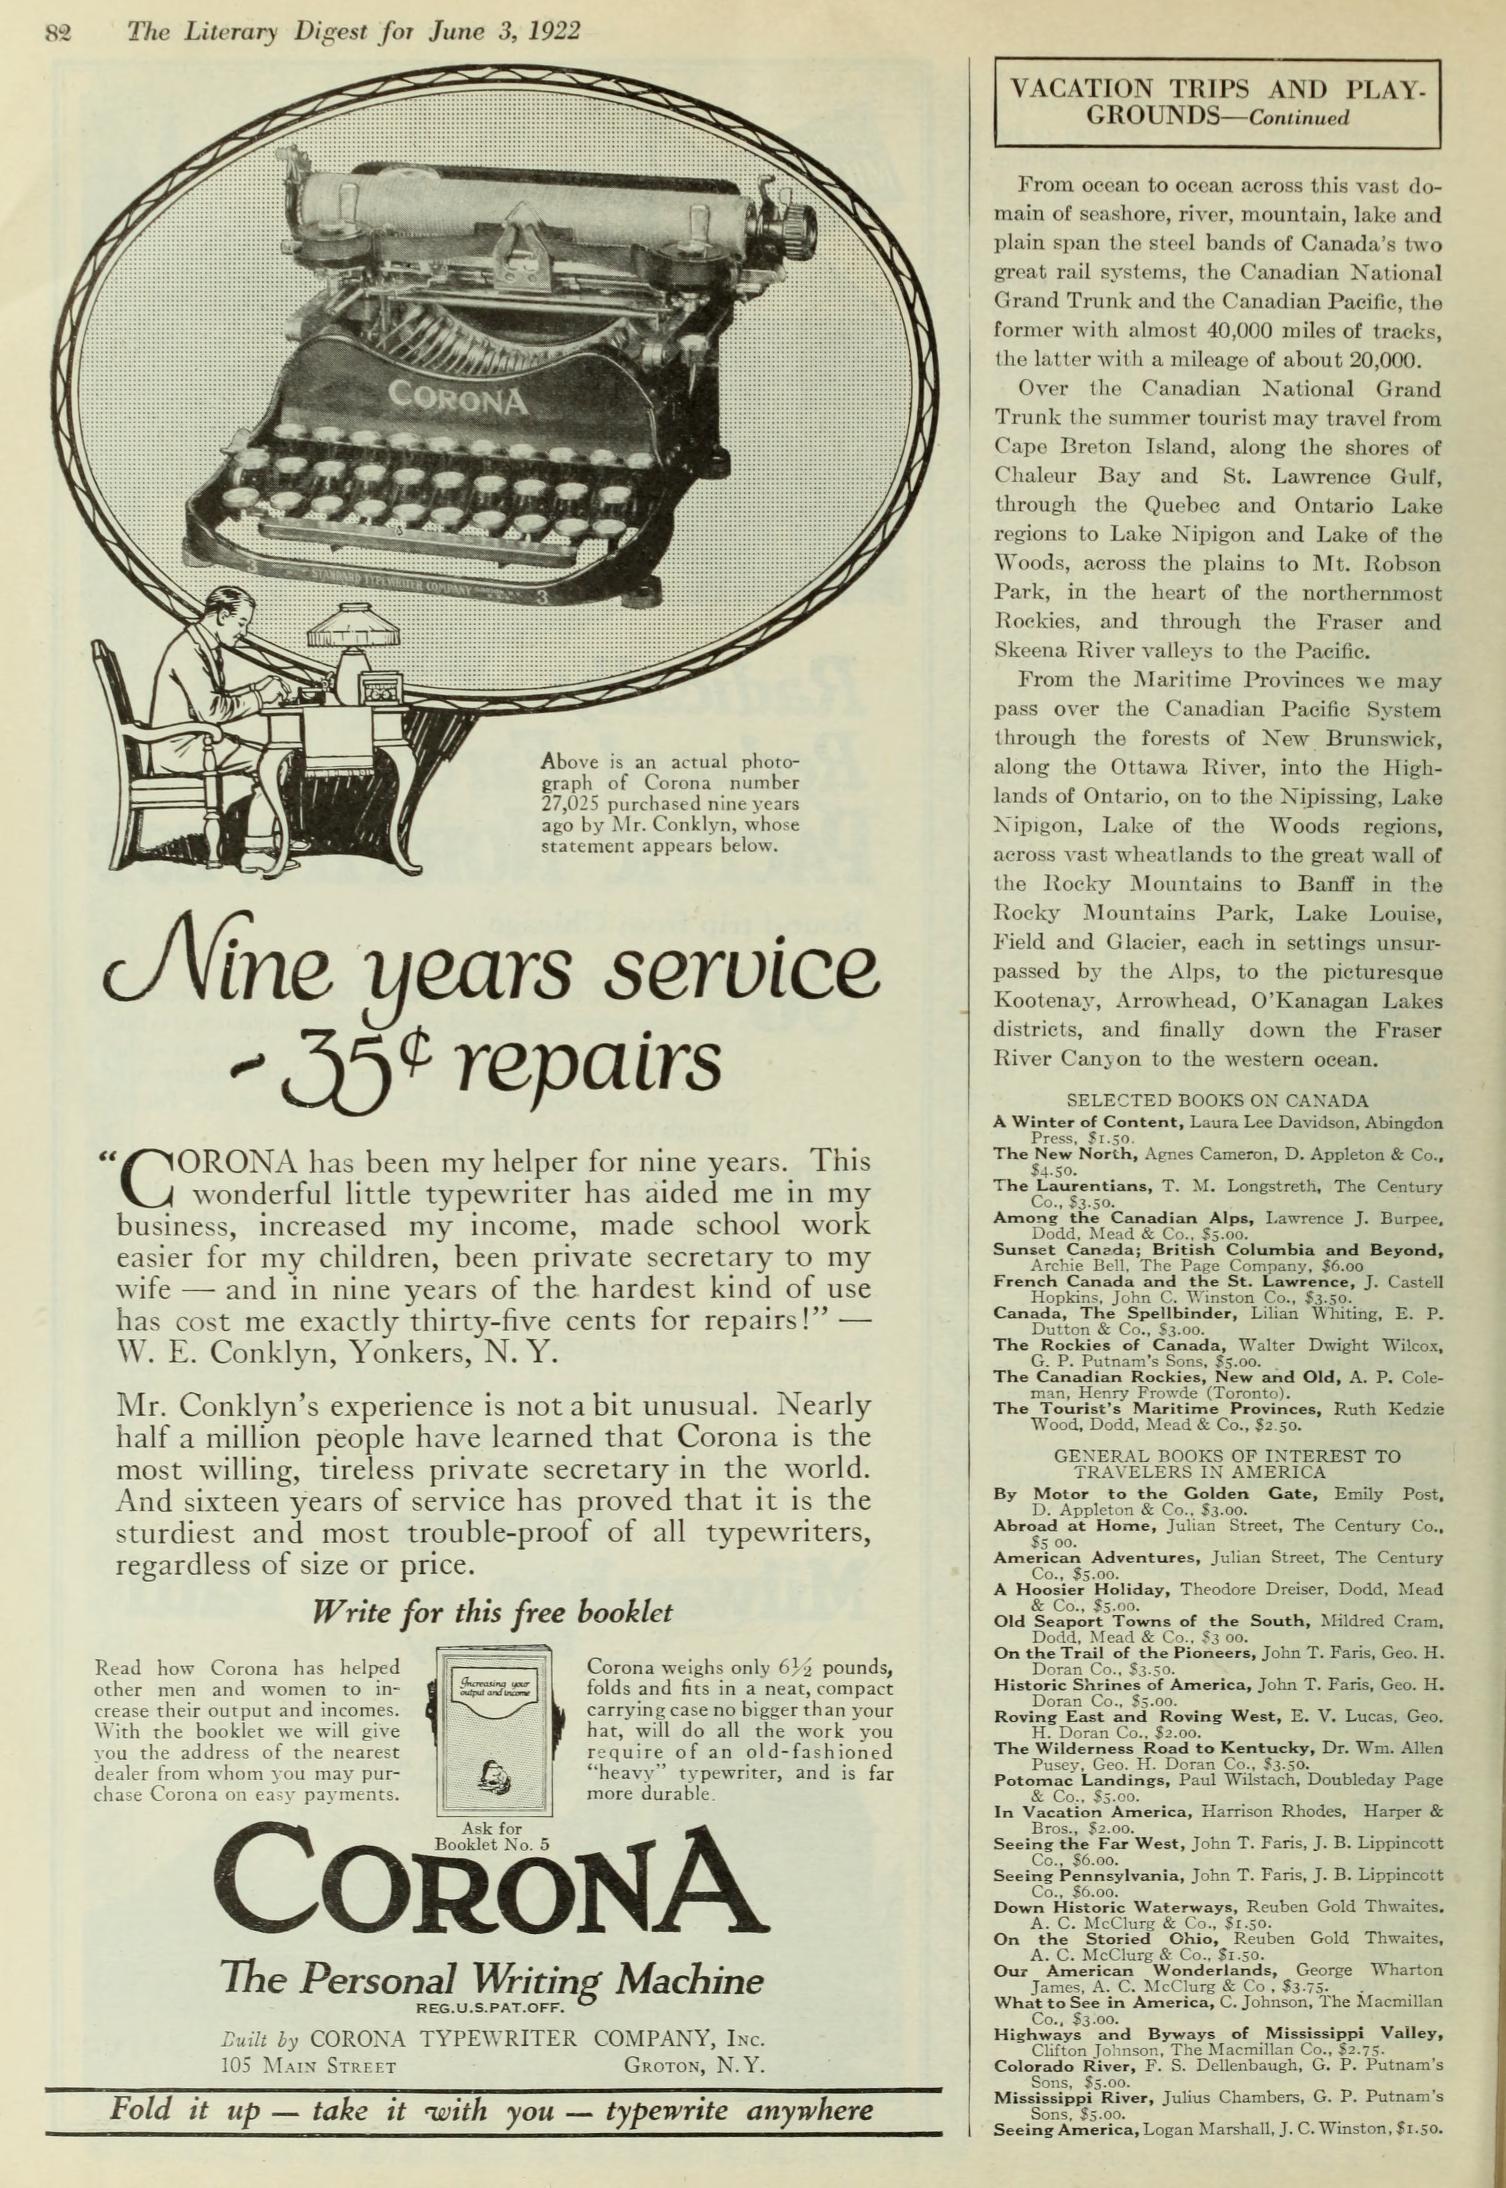 82 The Literary Digest for June 3, 1922
CORONA
3 STANDARD TYPEWRITER COMPANY 3
Above is an actual photo-
graph of Corona number
27,025 purchased nine years
ago by Mr. Conklyn, whose
statement appears below.
Nine years service
- 35¢ repairs
“CORONA has been my helper for nine years. This
wonderful little typewriter has aided me in my
business, increased my income, made school work
easier for my children, been private secretary to my
wife — and in nine years of the hardest kind of use
has cost me exactly thirty-five cents for repairs!” —
W. E. Conklyn, Yonkers, N. Y.
Mr. Conklyn’s experience is not a bit unusual. Nearly
half a million people have learned that Corona is the
most willing, tireless private secretary in the world.
And sixteen years of service has proved that it is the
sturdiest and most trouble-proof of all typewriters,
regardless of size or price.
Write for this free booklet
Read how Corona has helped
other men and women to in-
crease their output and incomes.
With the booklet we will give
you the address of the nearest
dealer from whom you may pur-
chase Corona on easy payments.
Increasing your
output and income
Ask for
Booklet No. 5
Corona weighs only 6½ pounds,
folds and fits in a neat, compact
carrying case no bigger than your
hat, will do all the work you
require of an old-fashioned
“heavy” typewriter, and is far
more durable.
CORONA
The Personal Writing Machine
REG.U.S.PAT.OFF.
Built by CORONA TYPEWRITER COMPANY, INC.
105 MAIN STREET GROTON, N.Y.
Fold it up — take it with you — typewrite anywhere
VACATION TRIPS AND PLAY-
GROUNDS—Continued
From ocean to ocean across this vast do-
main of seashore, river, mountain, lake and
plain span the steel bands of Canada’s two
great rail systems, the Canadian National
Grand Trunk and the Canadian Pacific, the
former with almost 40,000 miles of tracks,
the latter with a mileage of about 20,000.
Over the Canadian National Grand
Trunk the summer tourist may travel from
Cape Breton Island, along the shores of
Chaleur Bay and St. Lawrence Gulf,
through the Quebec and Ontario Lake
regions to Lake Nipigon and Lake of the
Woods, across the plains to Mt. Robson
Park, in the heart of the northernmost
Rockies, and through the Fraser and
Skeena River valleys to the Pacific.
From the Maritime Provinces we may
pass over the Canadian Pacific System
through the forests of New Brunswick,
along the Ottawa River, into the High-
lands of Ontario, on to the Nipissing, Lake
Nipigon, Lake of the Woods regions,
across vast wheatlands to the great wall of
the Rocky Mountains to Banff in the
Rocky Mountains Park, Lake Louise,
Field and Glacier, each in settings unsur-
passed by the Alps, to the picturesque
Kootenay, Arrowhead, O’Kanagan Lakes
districts, and finally down the Fraser
River Canyon to the western ocean.
SELECTED BOOKS ON CANADA
A Winter of Content, Laura Lee Davidson, Abingdon
Press, $1.50.
The New North, Agnes Cameron, D. Appleton & Co.,
$4.50.
The Laurentians, T. M. Longstreth, The Century
Co., $3.50.
Among the Canadian Alps, Lawrence J. Burpee,
Dodd, Mead & Co., $5.00.
Sunset Canada; British Columbia and Beyond,
Archie Bell, The Page Company, $6.00
French Canada and the St. Lawrence, J. Castell
Hopkins, John C. Winston Co., $3.50.
Canada, The Spellbinder, Lilian Whiting, E. P.
Dutton & Co., $3.00.
The Rockies of Canada, Walter Dwight Wilcox,
G. P. Putnam’s Sons, $5.00.
The Canadian Rockies, New and Old, A. P. Cole-
man, Henry Frowde (Toronto).
The Tourist’s Maritime Provinces, Ruth Kedzie
Wood, Dodd, Mead & Co., $2.50.
GENERAL BOOKS OF INTEREST TO
TRAVELERS IN AMERICA
By Motor to the Golden Gate, Emily Post,
D. Appleton & Co., $3.00.
Abroad at Home, Julian Street, The Century Co.,
$5 00.
American Adventures, Julian Street, The Century
Co., $5.00.
A Hoosier Holiday, Theodore Dreiser, Dodd, Mead
& Co., $5.00.
Old Seaport Towns of the South, Mildred Cram,
Dodd, Mead & Co., $3 00.
On the Trail of the Pioneers, John T. Faris, Geo. H.
Doran Co., $3.50.
Historic Shrines of America, John T. Faris, Geo. H.
Doran Co., $5.00.
Roving East and Roving West, E. V. Lucas, Geo.
H. Doran Co., $2.00.
The Wilderness Road to Kentucky, Dr. Wm. Allen
Pusey, Geo. H. Doran Co., $3.50.
Potomac Landings, Paul Wilstach, Doubleday Page
& Co., $5.00.
In Vacation America, Harrison Rhodes, Harper &
Bros., $2.00.
Seeing the Far West, John T. Faris, J. B. Lippincott
Co., $6.00.
Seeing Pennsylvania, John T. Faris, J. B. Lippincott
Co., $6.00.
Down Historic Waterways, Reuben Gold Thwaites.
A. C. McClurg & Co., $1.50.
On the Storied Ohio, Reuben Gold Thwaites,
A. C. McClurg & Co., $1.50.
Our American Wonderlands, George Wharton
James, A. C. McClurg & Co , $3.75.
What to See in America, C. Johnson, The Macmillan
Co., $3.00.
Highways and Byways of Mississippi Valley,
Clifton Johnson, The Macmillan Co., $2.75.
Colorado River, F. S. Dellenbaugh, G. P. Putnam’s
Sons, $5.00.
Mississippi River, Julius Chambers, G. P. Putnam’s
Sons, $5.00.
Seeing America, Logan Marshall, J. C. Winston, $1.50.